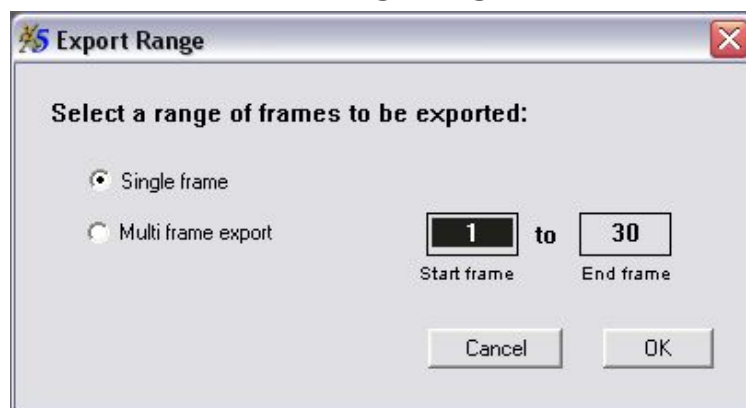 5 Export Range
Select a range of frames to be exported:
Single frame
Multi frame export
1 to 30
Start frame End frame
Cancel OK